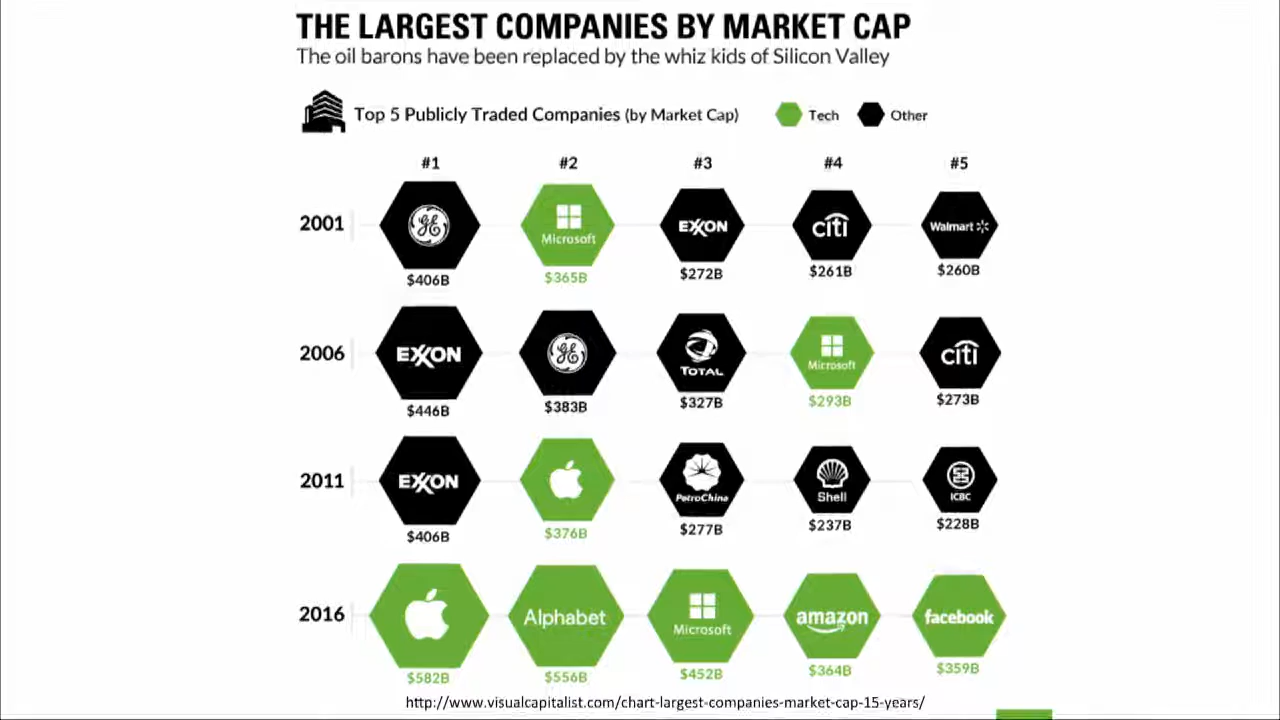 THE LARGEST COMPANIES BY MARKET CAP
The oil barons have been replaced by the whiz kids of Silicon Valley
Top 5 Publicly Traded Companies (by Market Cap) Tech Other
#1 #2 #3 #4 #5
2001 GE Microsoft EXXON citi Walmart
$406B $365B $272B $261B $260B
2006 EXXON GE TOTAL Microsoft citi
$446B $383B $327B $293B $273B
2011 EXXON PetroChina Shell ICBC
$406B $376B $277B $237B $228B
2016 Alphabet Microsoft amazon facebook
$582B $556B $452B $364B $359B
http://www.visualcapitalist.com/chart-largest-companies-market-cap-15-years/